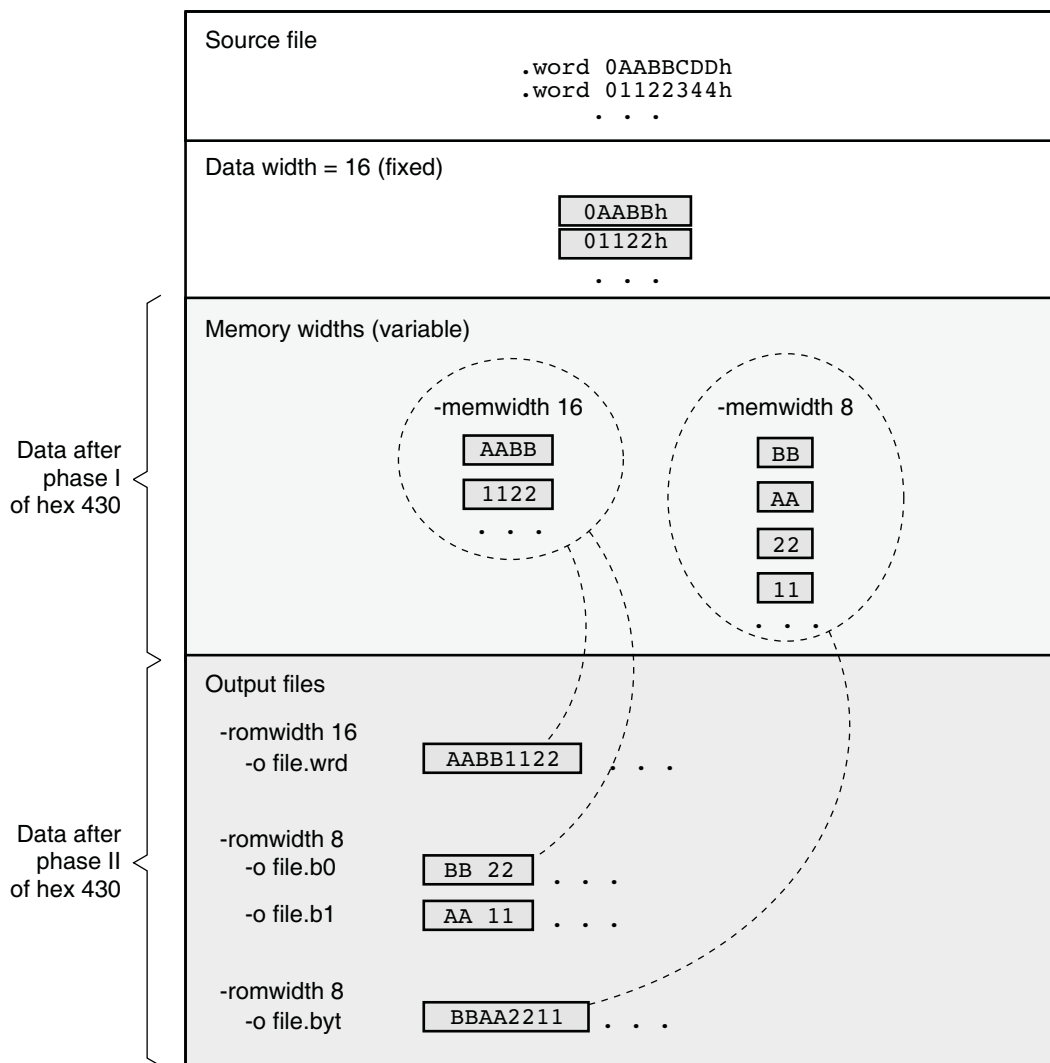 Source file
.word 0AABBCDDh
.word 01122344h
. . .
Data width = 16 (fixed)
0AABBh
01122h
. . .
Data after
phase I
of hex 430
Memory widths (variable)
-memwidth 16
AABB
1122
. . .
-memwidth 8
BB
AA
22
11
. . .
Data after
phase II
of hex 430
Output files
-romwidth 16
-o file.wrd AABB1122 . . .
-romwidth 8
-o file.b0 BB 22 . . .
-o file.b1 AA 11 . . .
-romwidth 8
-o file.byt BBAA2211 . . .